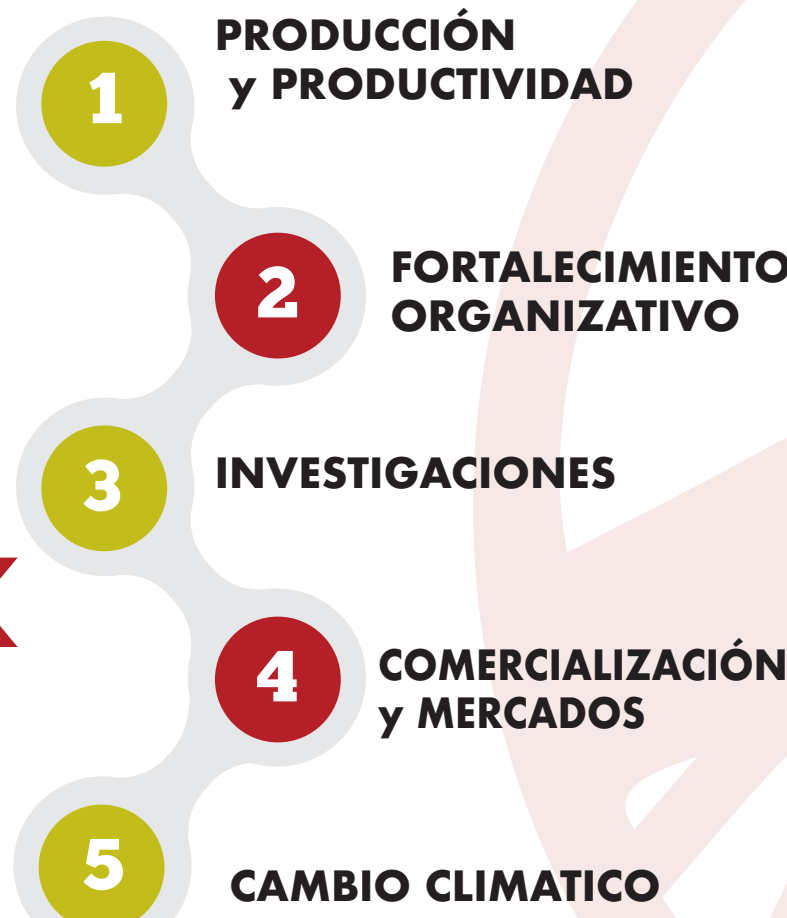 1
PRODUCCIÓN
y PRODUCTIVIDAD
2
FORTALECIMIENTO
ORGANIZATIVO
3
INVESTIGACIONES
4
COMERCIALIZACIÓN
y MERCADOS
5
CAMBIO CLIMATICO